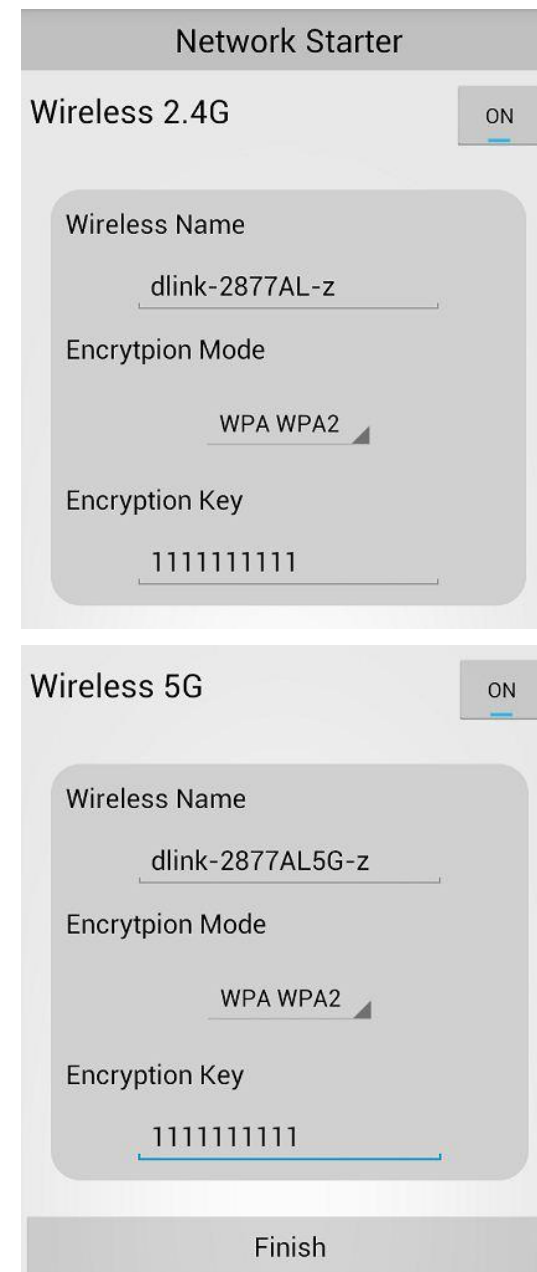 Network Starter
Wireless 2.4G ON
Wireless Name
dlink-2877AL-z
Encrytpion Mode
WPA WPA2
Encryption Key
1111111111
Wireless 5G ON
Wireless Name
dlink-2877AL5G-z
Encrytpion Mode
WPA WPA2
Encryption Key
1111111111
Finish